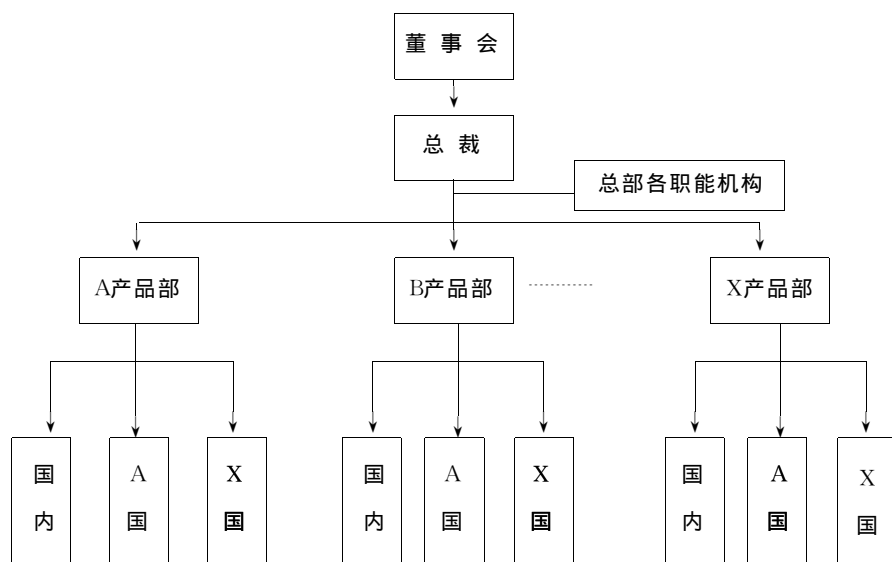 董 事 会
总 裁
总部各职能机构
A产品部
B产品部
X产品部
国内
A国
X国
国内
A国
X国
国内
A国
X国